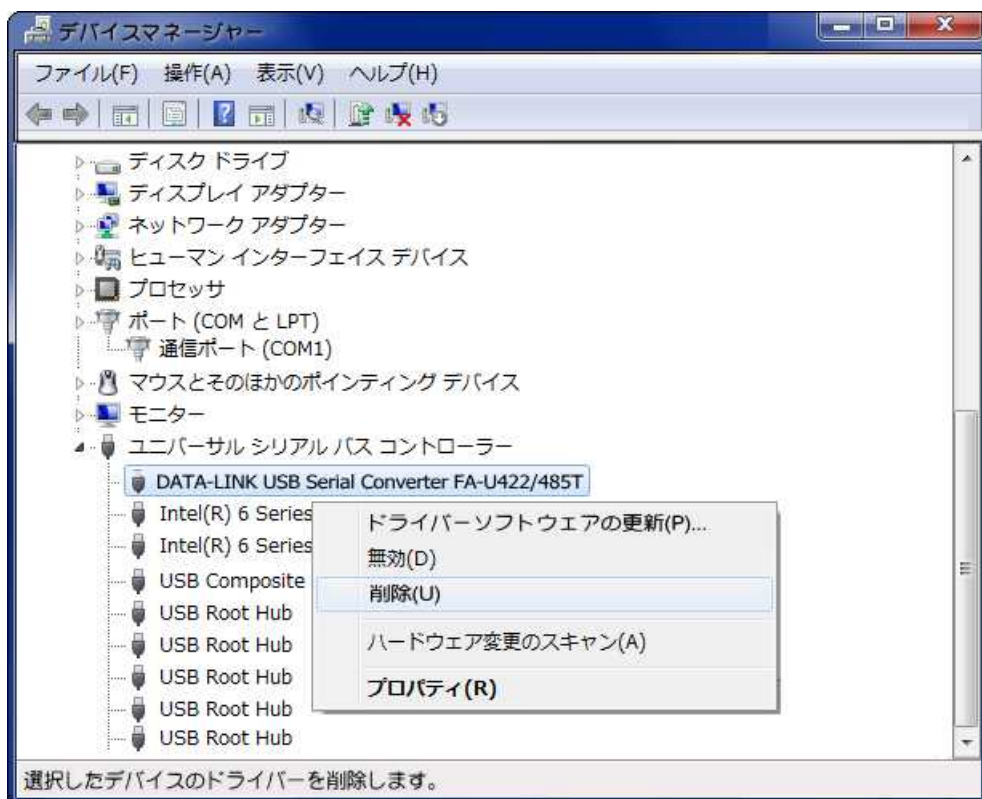 デバイスマネージャー
ファイル(F) 操作(A) 表示(V) ヘルプ(H)
ディスク ドライブ
ディスプレイ アダプター
ネットワーク アダプター
ヒューマン インターフェイス デバイス
プロセッサ
ポート (COM と LPT)
通信ポート (COM1)
マウスとそのほかのポインティング デバイス
モニター
ユニバーサル シリアル バス コントローラー
DATA-LINK USB Serial Converter FA-U422/485T
Intel(R) 6 Series
Intel(R) 6 Series
USB Composite
USB Root Hub
USB Root Hub
USB Root Hub
USB Root Hub
USB Root Hub
ドライバーソフトウェアの更新(P)...
無効(D)
削除(U)
ハードウェア変更のスキャン(A)
プロパティ(R)
選択したデバイスのドライバーを削除します。